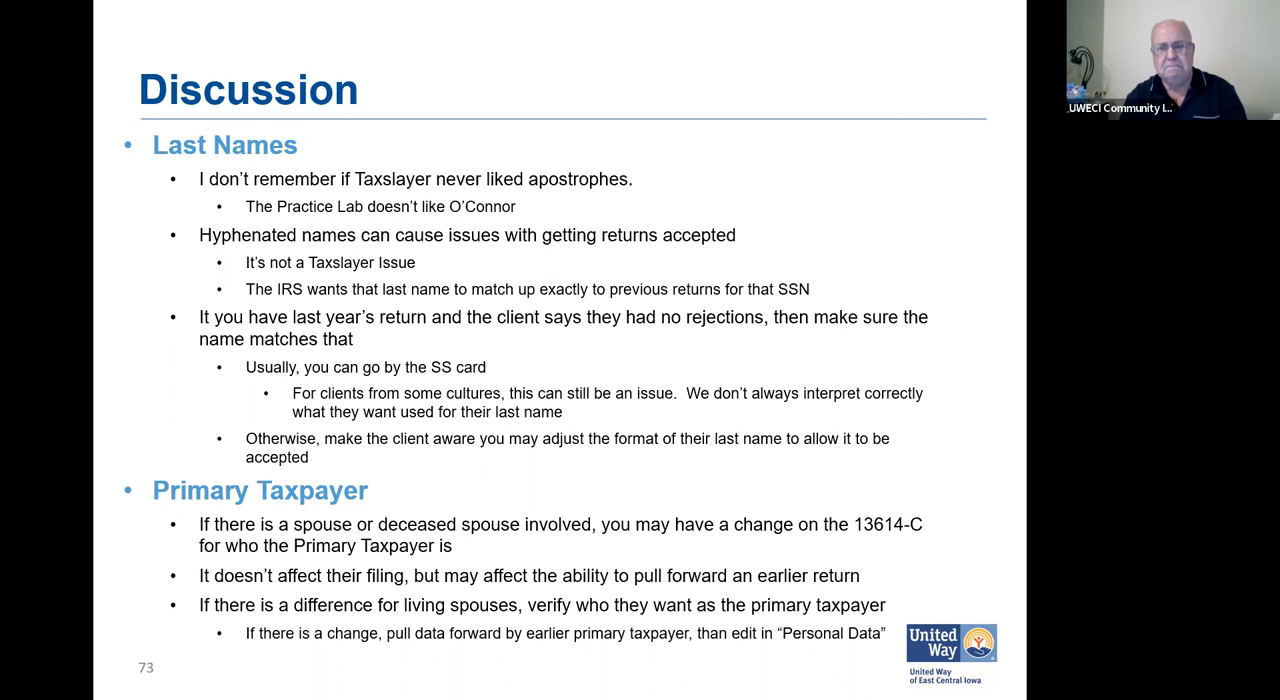 Discussion
• Last Names
• I don’t remember if Taxslayer never liked apostrophes.
• The Practice Lab doesn’t like O’Connor
• Hyphenated names can cause issues with getting returns accepted
• It’s not a Taxslayer Issue
• The IRS wants that last name to match up exactly to previous returns for that SSN
• It you have last year’s return and the client says they had no rejections, then make sure the
name matches that
• Usually, you can go by the SS card
• For clients from some cultures, this can still be an issue.  We don’t always interpret correctly
what they want used for their last name
• Otherwise, make the client aware you may adjust the format of their last name to allow it to be
accepted
• Primary Taxpayer
• If there is a spouse or deceased spouse involved, you may have a change on the 13614-C
for who the Primary Taxpayer is
• It doesn’t affect their filing, but may affect the ability to pull forward an earlier return
• If there is a difference for living spouses, verify who they want as the primary taxpayer
• If there is a change, pull data forward by earlier primary taxpayer, than edit in “Personal Data”
73
United
Way
United Way
of East Central Iowa
UWECI Community I...